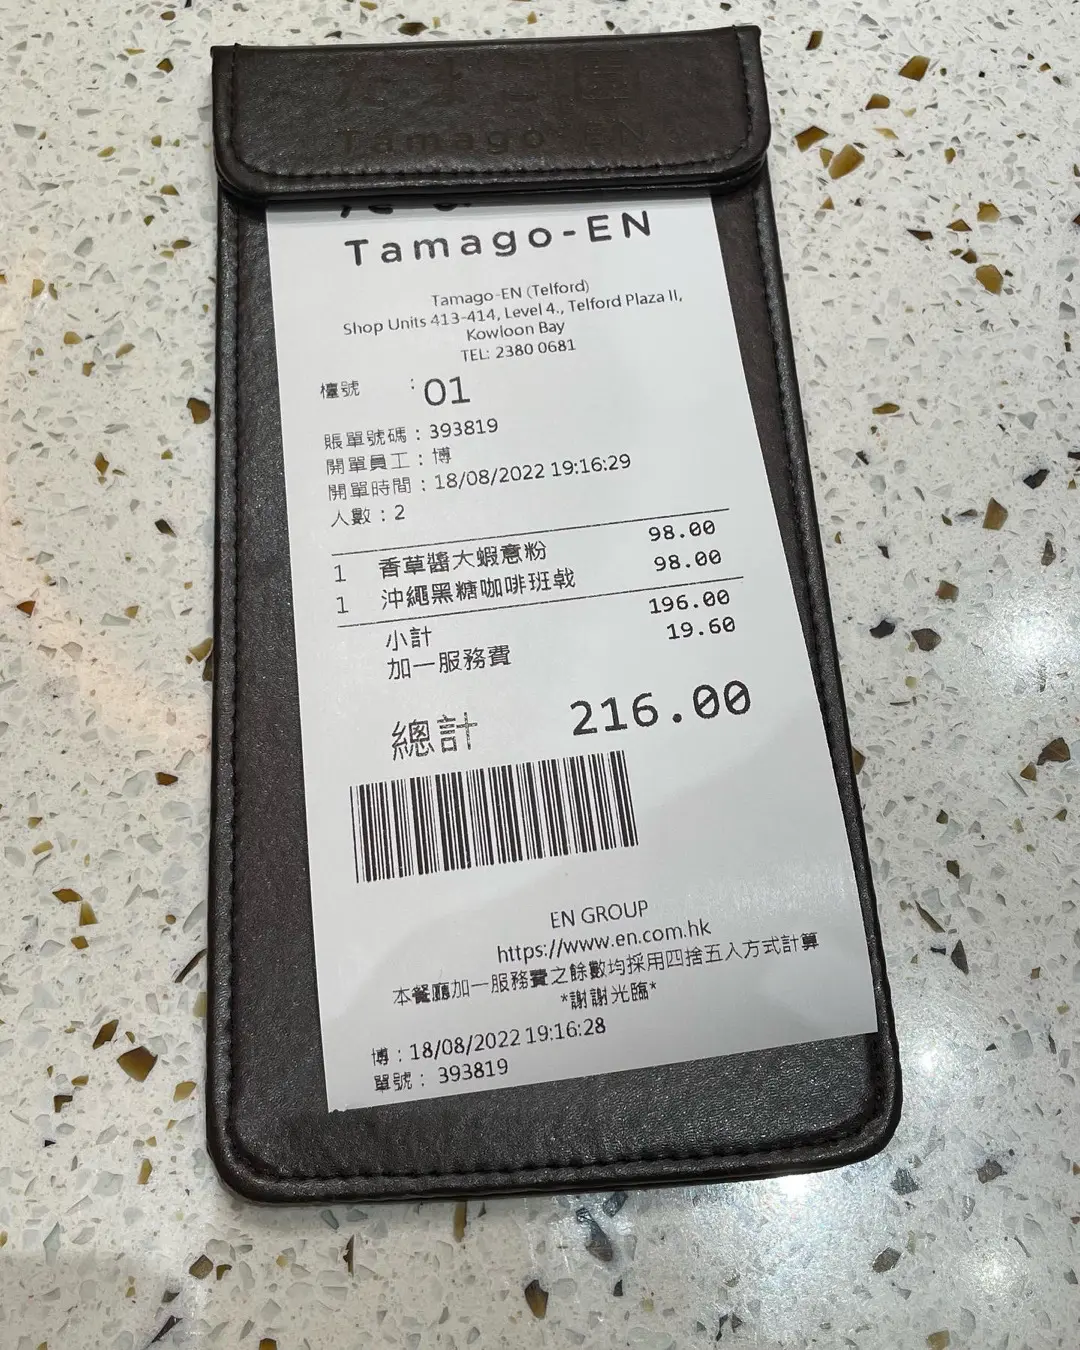 たまご園
Tamago-EN
Tamago-EN
Tamago-EN (Telford)
Shop Units 413-414, Level 4., Telford Plaza II,
Kowloon Bay
TEL: 2380 0681
檯號 : 01
賬單號碼 : 393819
開單員工 : 博
開單時間 : 18/08/2022 19:16:29
人數 : 2
1 香草醬大蝦意粉 98.00
1 沖繩黑糖咖啡班戟 98.00
小計 196.00
加一服務費 19.60
總計 216.00
EN GROUP
https://www.en.com.hk
本餐廳加一服務費之餘數均採用四捨五入方式計算
*謝謝光臨*
博 : 18/08/2022 19:16:28
單號 : 393819